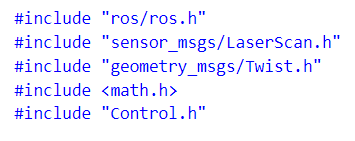 #include "ros/ros.h"
#include "sensor_msgs/LaserScan.h"
#include "geometry_msgs/Twist.h"
#include <math.h>
#include "Control.h"